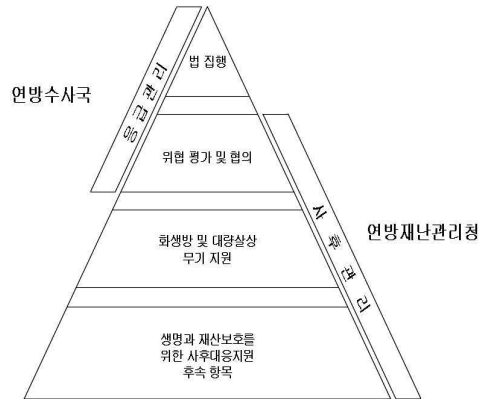 법 집행
연방수사국
응급관리
위협 평가 및 협의
사후관리
연방재난관리청
화생방 및 대량살상
무기 지원
생명과 재산보호를
위한 사후대응지원
후속 항목